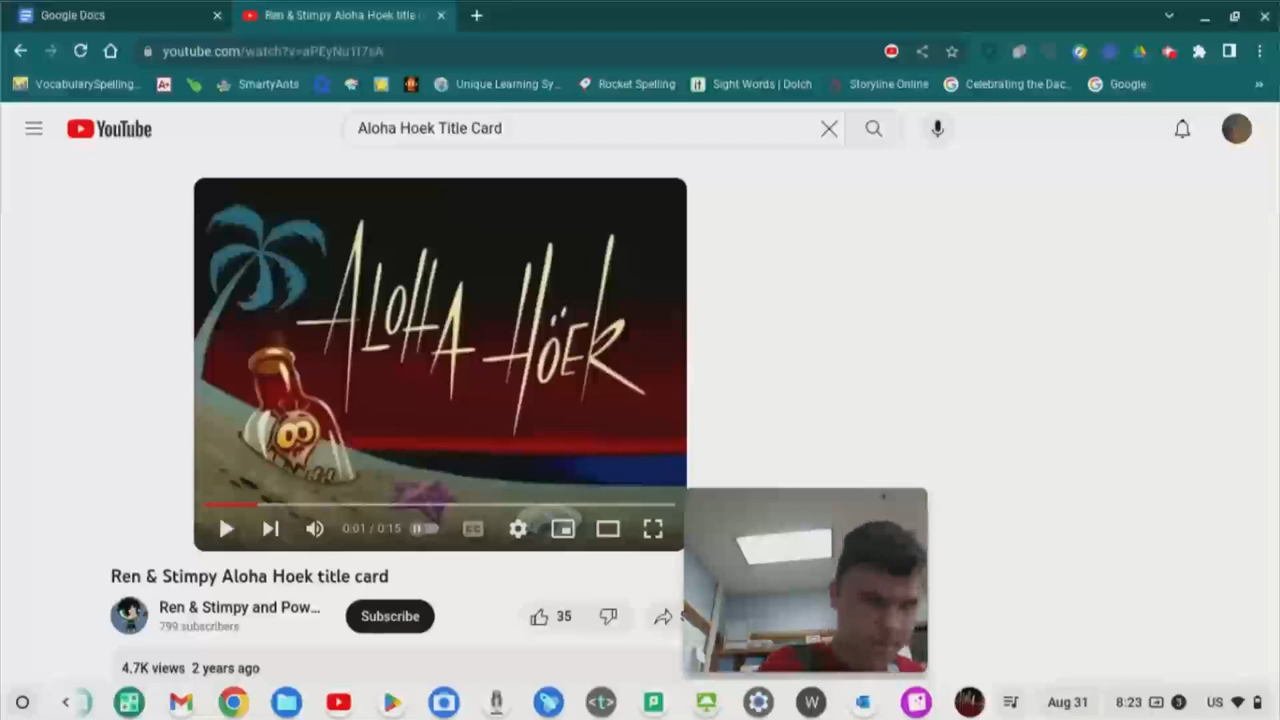 Google Docs
Ren & Stimpy Aloha Hoek title
youtube.com/watch?v=aPEyNu1I7sA
VocabularySpelling...
A+
SmartyAnts
Unique Learning Sy...
Rocket Spelling
Sight Words | Dolch
Storyline Online
Celebrating the Dac...
Google
YouTube
Aloha Hoek Title Card
ALOHA HÖEK
0:01 / 0:15
CC
Ren & Stimpy Aloha Hoek title card
Ren & Stimpy and Pow...
799 subscribers
Subscribe
35
4.7K views 2 years ago
Aug 31
8:23
3
US